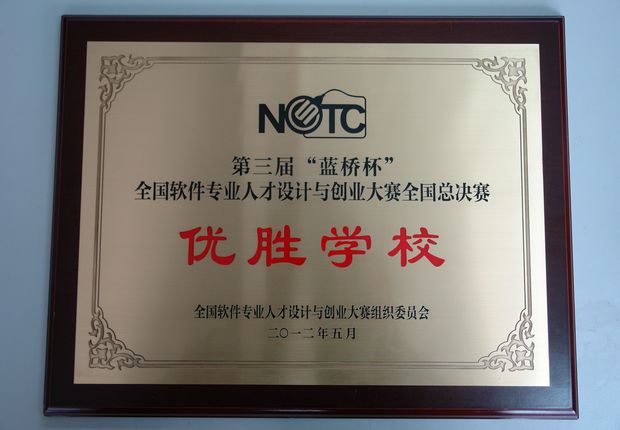 NOTC
第三届“蓝桥杯”
全国软件专业人才设计与创业大赛全国总决赛
优胜学校
全国软件专业人才设计与创业大赛组织委员会
二〇一二年五月